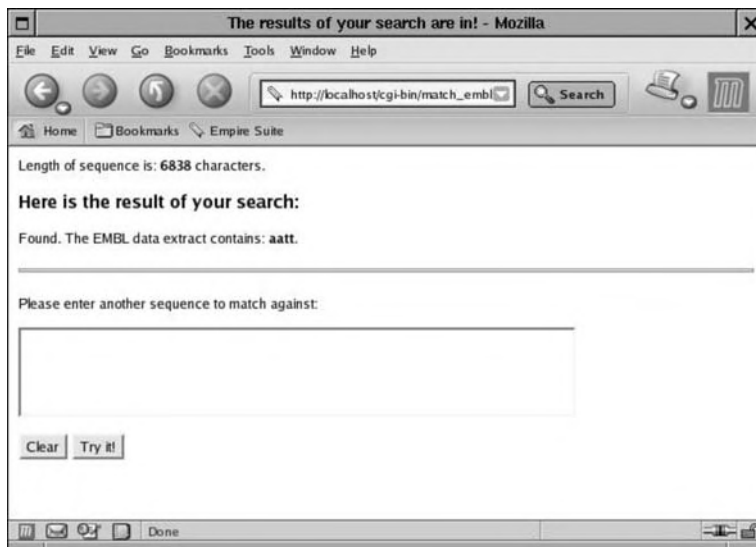 The results of your search are in! - Mozilla
File Edit View Go Bookmarks Tools Window Help
http://localhost/cgi-bin/match_embl Search
Home Bookmarks Empire Suite
Length of sequence is: 6838 characters.
Here is the result of your search:
Found. The EMBL data extract contains: aatt.
Please enter another sequence to match against:
Clear Try it!
Done